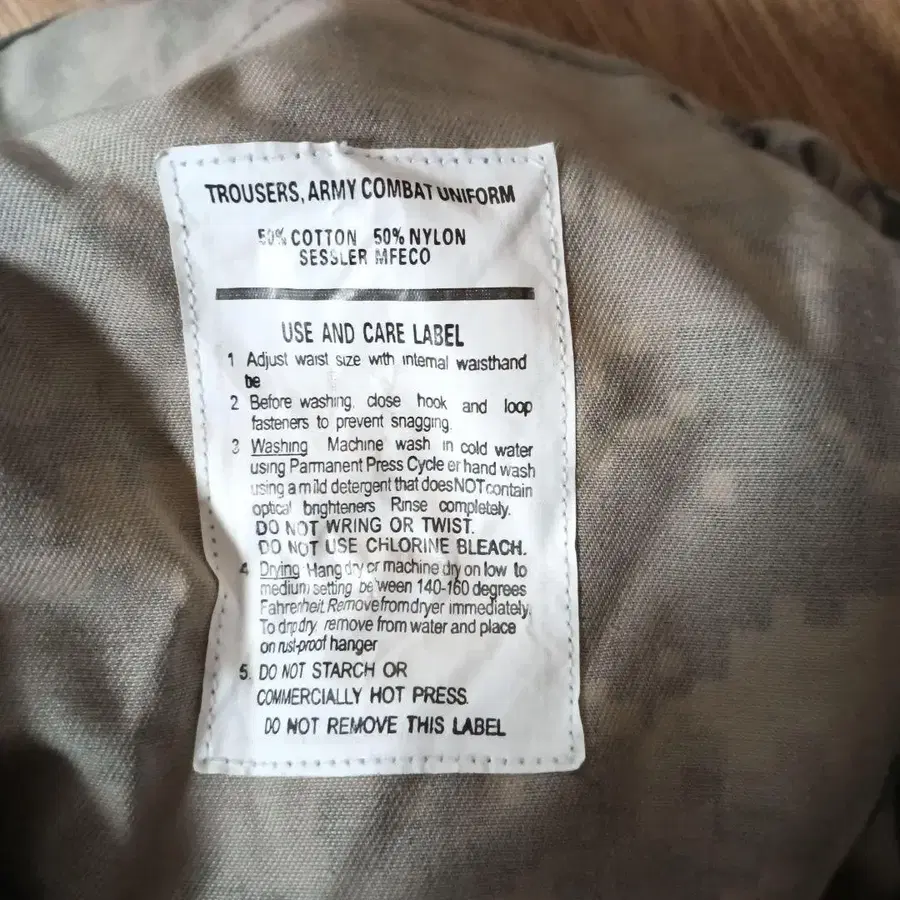 TROUSERS, ARMY COMBAT UNIFORM
50% COTTON 50% NYLON
SESSLER MFECO
USE AND CARE LABEL
1 Adjust waist size with internal waisthand
be
2 Before washing, close hook and loop
fasteners to prevent snagging.
3 Washing Machine wash in cold water
using Parmanent Press Cycle er hand wash
using a mild detergent that does NOT contain
optical brighteners Rinse completely.
DO NOT WRING OR TWIST.
DO NOT USE CHLORINE BLEACH.
4 Drying Hang dry or machine dry on low to
medium setting be ween 140-160 degrees
Fahrenheit. Remove from dryer immediately,
To drip dry, remove from water and place
on rust-proof hanger
5. DO NOT STARCH OR
COMMERCIALLY HOT PRESS.
DO NOT REMOVE THIS LABEL